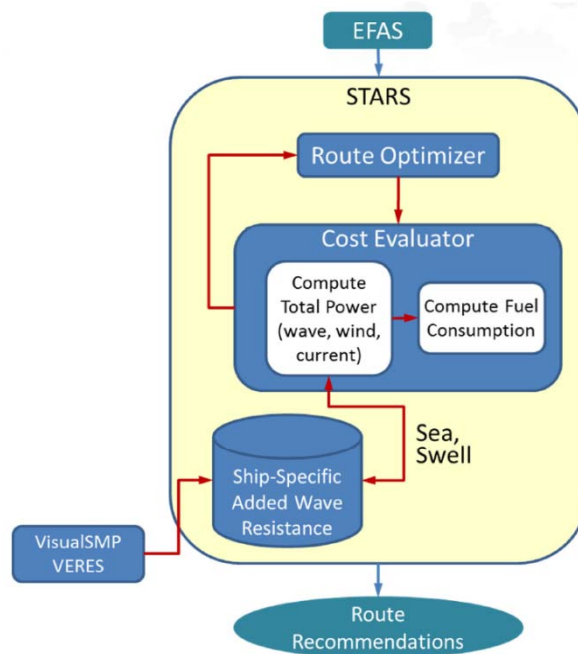 EFAS
STARS
Route Optimizer
Cost Evaluator
Compute
Total Power
(wave, wind,
current)
Compute Fuel
Consumption
Sea,
Swell
Ship-Specific
Added Wave
Resistance
VisualSMP
VERES
Route
Recommendations